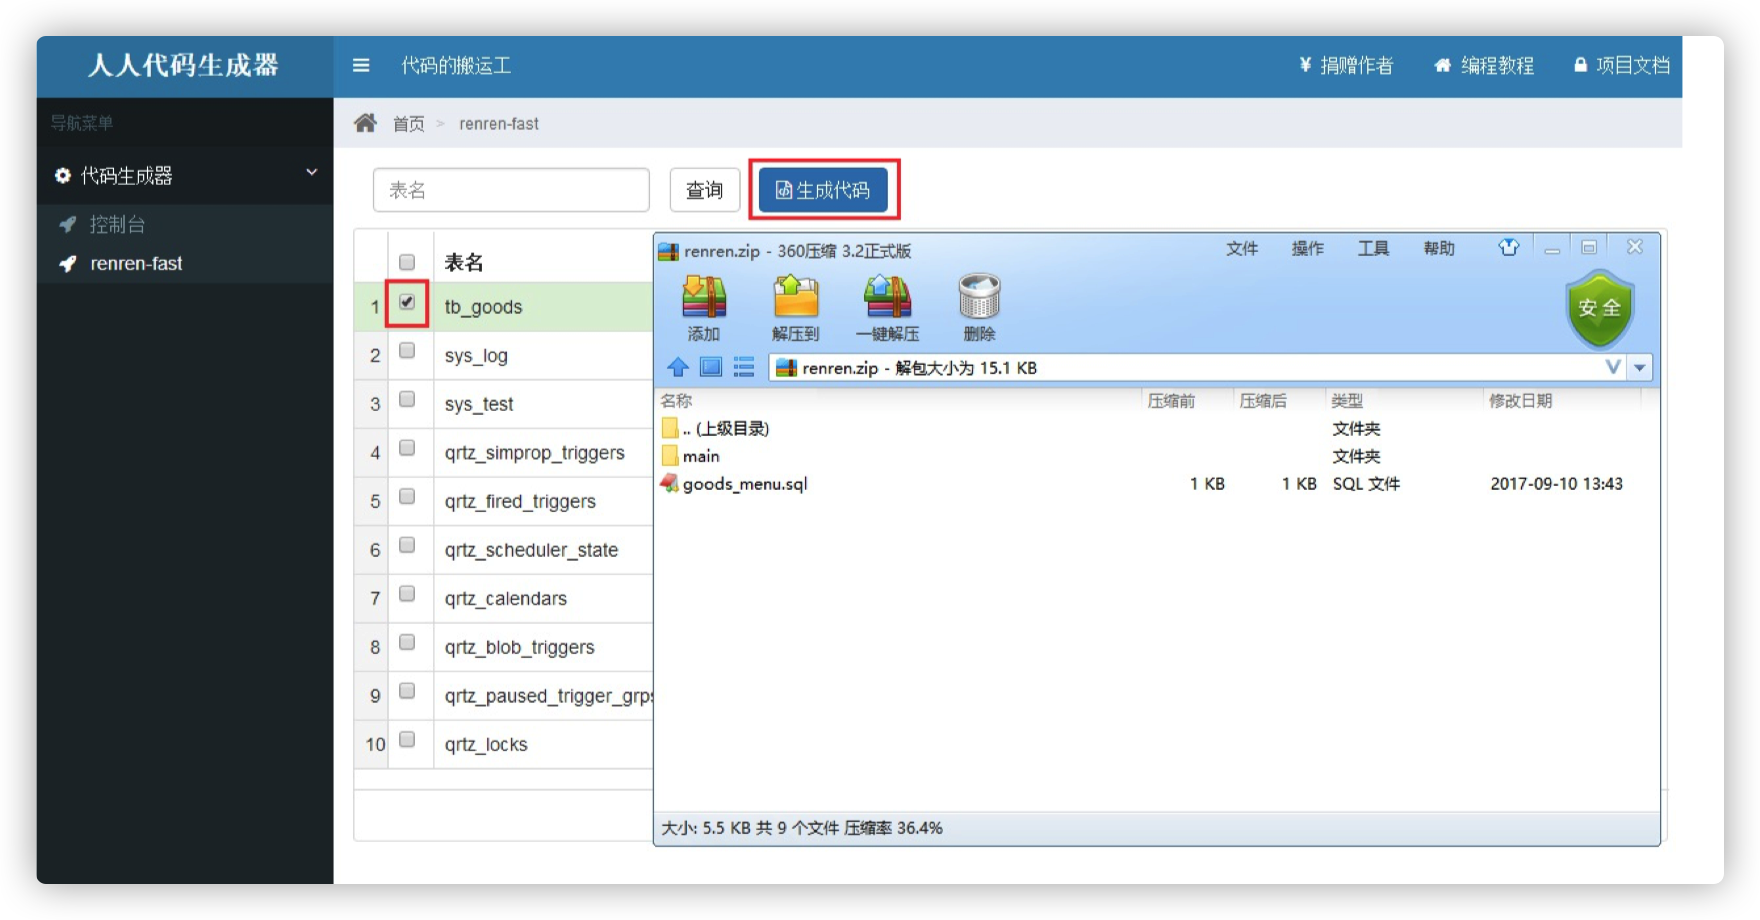 人人代码生成器
代码的搬运工
¥ 捐赠作者
编程教程
项目文档
导航菜单
首页 > renren-fast
代码生成器
控制台
renren-fast
表名
查询
生成代码
表名
1 tb_goods
2 sys_log
3 sys_test
4 qrtz_simprop_triggers
5 qrtz_fired_triggers
6 qrtz_scheduler_state
7 qrtz_calendars
8 qrtz_blob_triggers
9 qrtz_paused_trigger_grps
10 qrtz_locks
renren.zip - 360压缩 3.2正式版
文件 操作 工具 帮助
添加 解压到 一键解压 删除
安全
renren.zip - 解包大小为 15.1 KB
名称 压缩前 压缩后 类型 修改日期
.. (上级目录) 文件夹
main 文件夹
goods_menu.sql 1 KB 1 KB SQL 文件 2017-09-10 13:43
大小: 5.5 KB 共 9 个文件 压缩率 36.4%